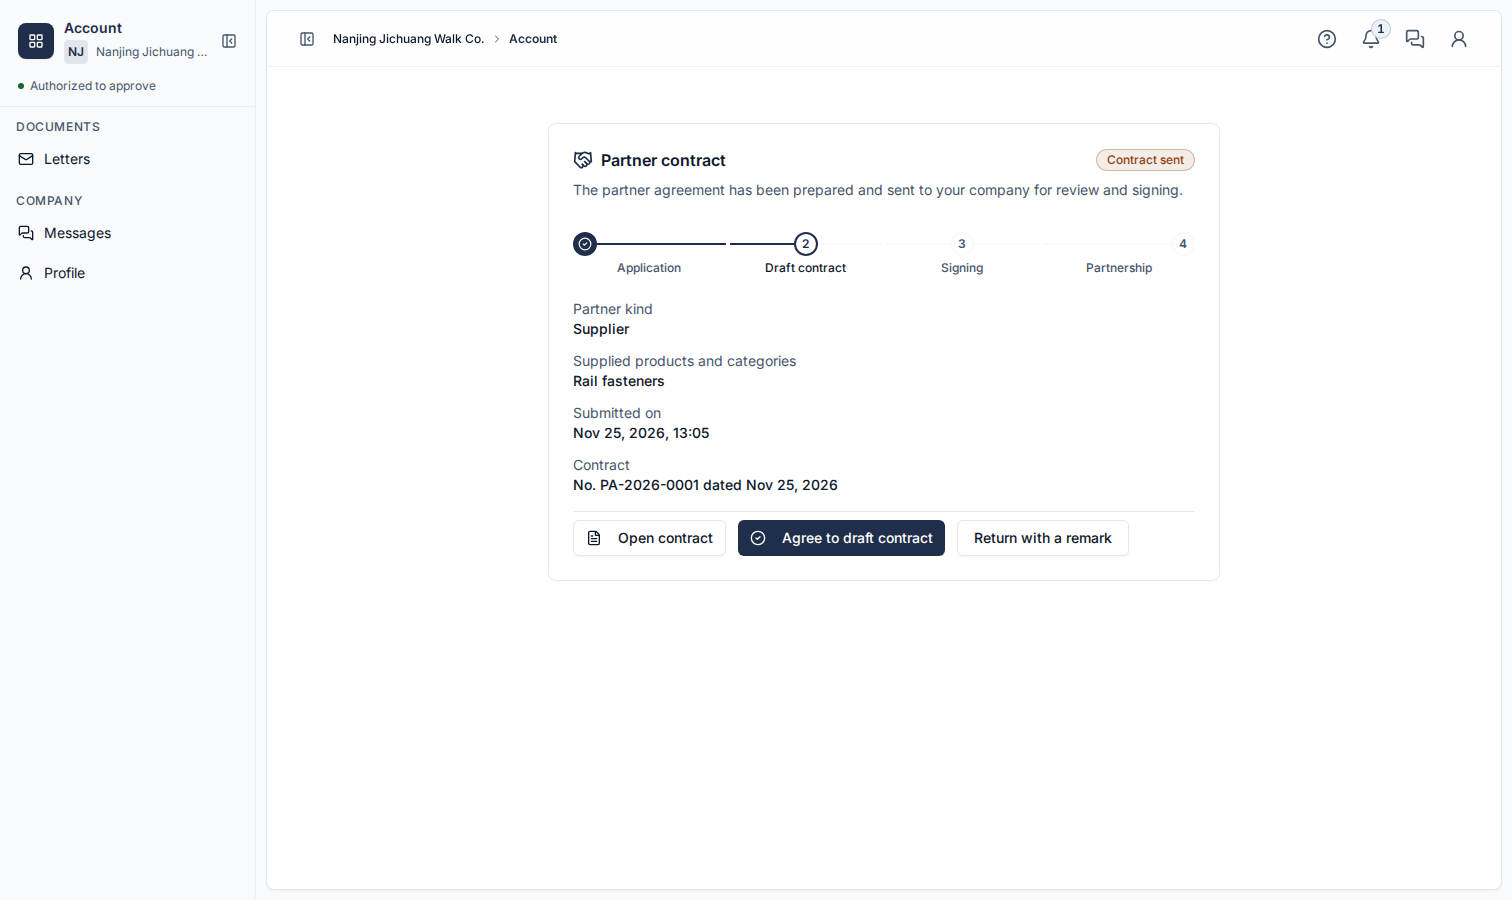 Account
NJ Nanjing Jichuang ...
Authorized to approve
DOCUMENTS
Letters
COMPANY
Messages
Profile
Nanjing Jichuang Walk Co. > Account
1
Partner contract
Contract sent
The partner agreement has been prepared and sent to your company for review and signing.
2 3 4
Application Draft contract Signing Partnership
Partner kind
Supplier
Supplied products and categories
Rail fasteners
Submitted on
Nov 25, 2026, 13:05
Contract
No. PA-2026-0001 dated Nov 25, 2026
Open contract Agree to draft contract Return with a remark